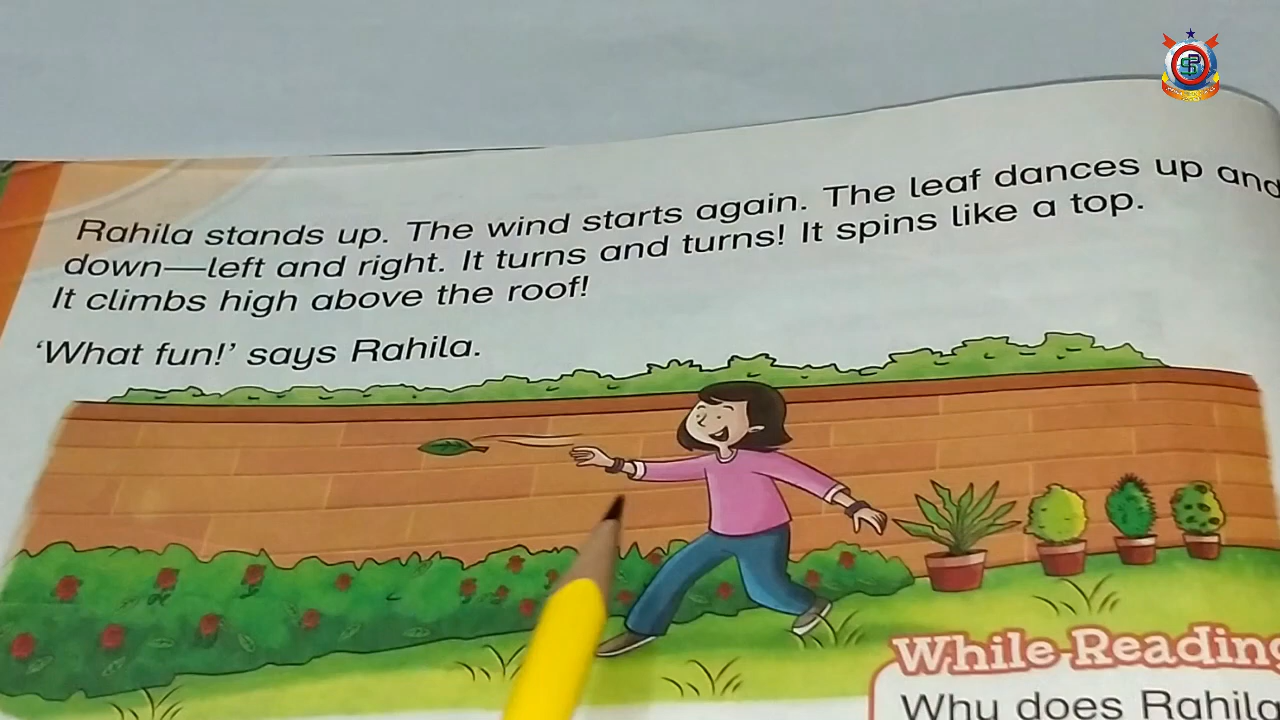 Rahila stands up. The wind starts again. The leaf dances up and
down—left and right. It turns and turns! It spins like a top.
It climbs high above the roof!
‘What fun!’ says Rahila.
While-Reading
Why does Rahila